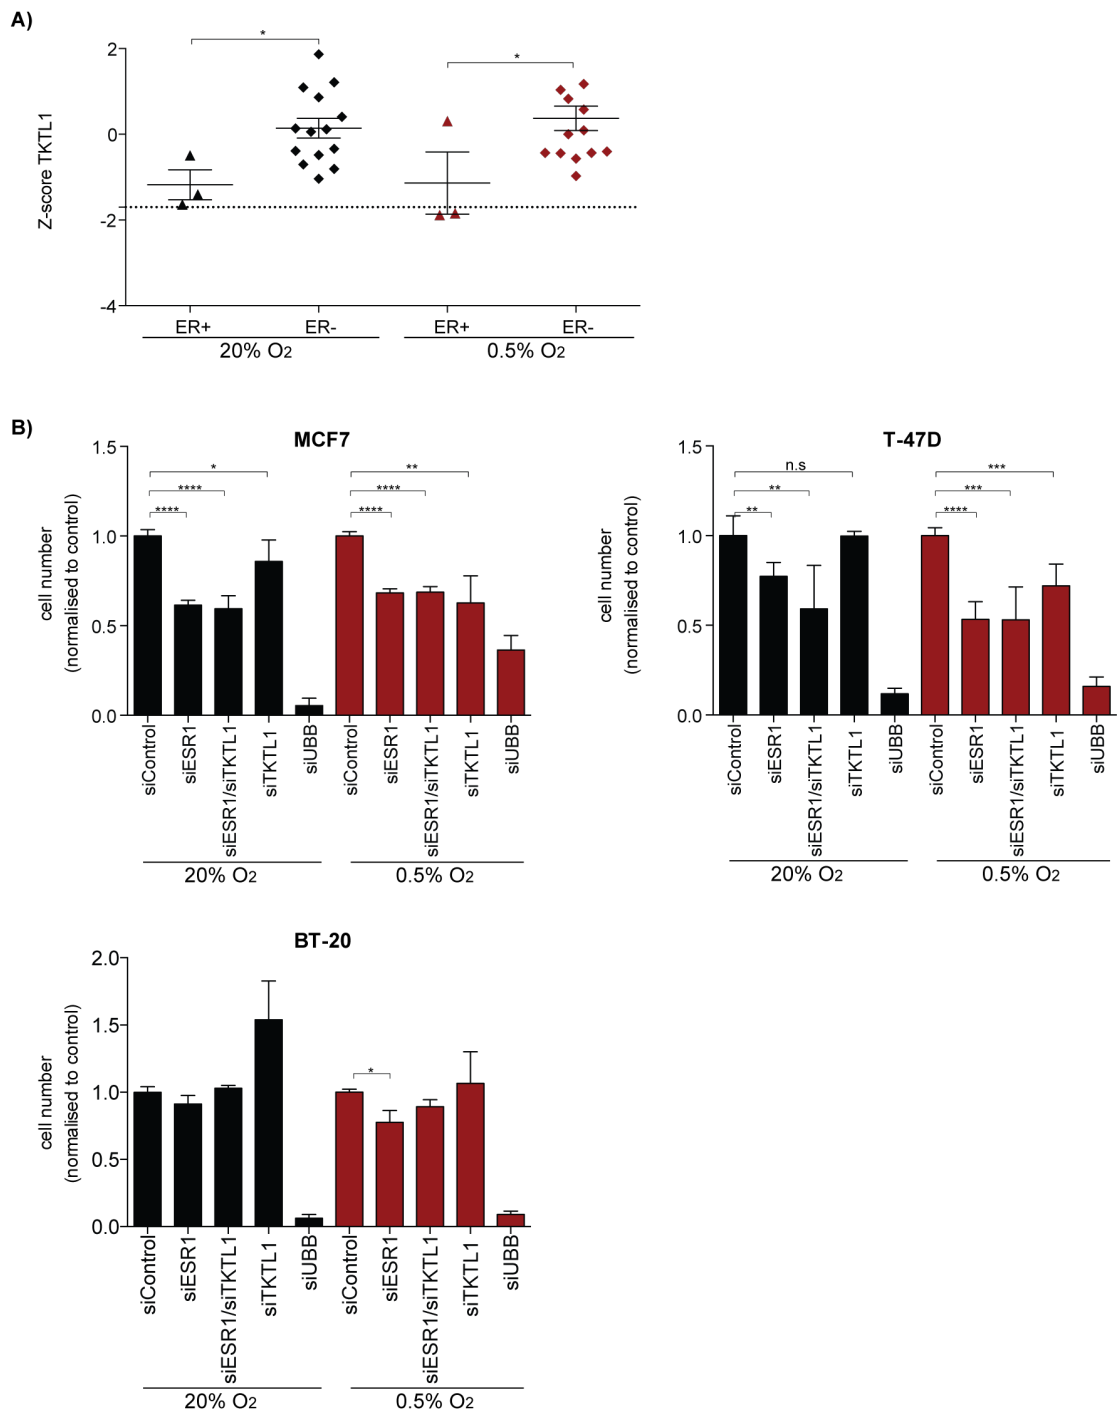 A)
Z-score TKTL1
2
0
-2
-4
*
*
ER+
ER-
ER+
ER-
20% O2
0.5% O2
B)
MCF7
cell number
(normalised to control)
1.5
1.0
0.5
0.0
*
****
****
**
****
****
siControl
siESR1
siESR1/siTKTL1
siTKTL1
siUBB
siControl
siESR1
siESR1/siTKTL1
siTKTL1
siUBB
20% O2
0.5% O2
T-47D
cell number
(normalised to control)
1.5
1.0
0.5
0.0
n.s
**
**
***
***
****
siControl
siESR1
siESR1/siTKTL1
siTKTL1
siUBB
siControl
siESR1
siESR1/siTKTL1
siTKTL1
siUBB
20% O2
0.5% O2
BT-20
cell number
(normalised to control)
2.0
1.5
1.0
0.5
0.0
*
siControl
siESR1
siESR1/siTKTL1
siTKTL1
siUBB
siControl
siESR1
siESR1/siTKTL1
siTKTL1
siUBB
20% O2
0.5% O2